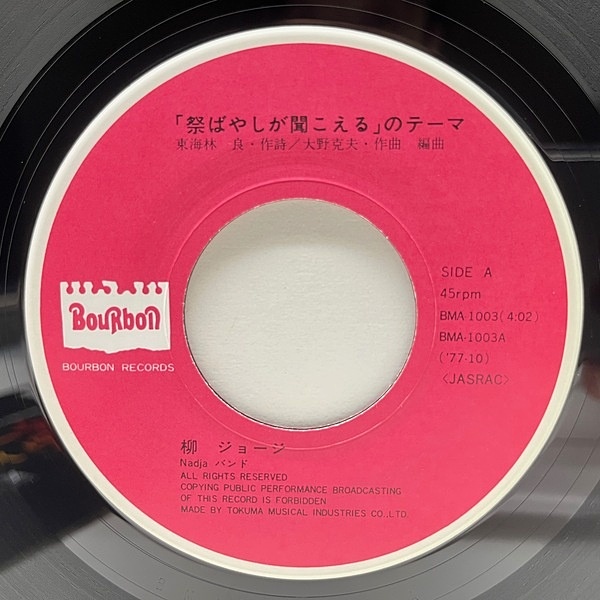 「祭ばやしが聞こえる」のテーマ
東海林 良・作詩／大野克夫・作曲 編曲
SIDE A
45rpm
BMA-1003(4:02)
BMA-1003A
('77-10)
〈JASRAC〉
BouRbon
BOURBON RECORDS
柳 ジョージ
Nadja バンド
ALL RIGHTS RESERVED
COPYING PUBLIC PERFORMANCE BROADCASTING
OF THIS RECORD IS FORBIDDEN
MADE BY TOKUMA MUSICAL INDUSTRIES CO., LTD.